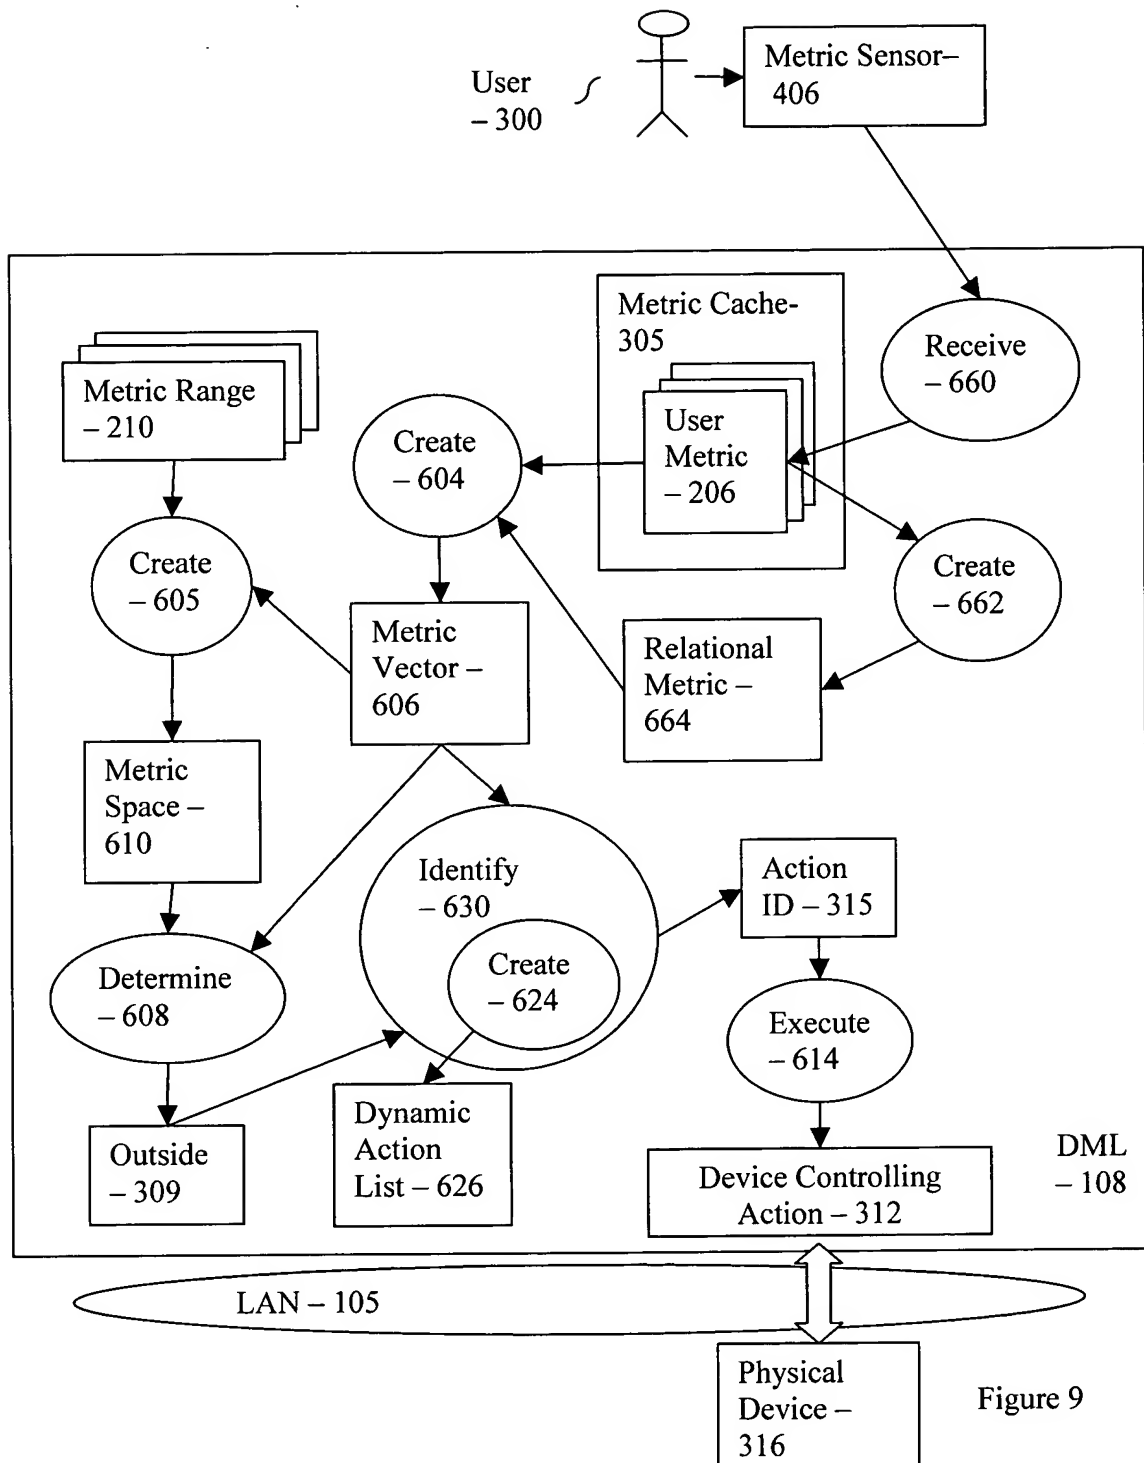 User
– 300
Metric Sensor–
406
Metric Cache-
305
Receive
– 660
Metric Range
– 210
Create
– 604
User
Metric
– 206
Create
– 605
Create
– 662
Metric
Vector –
606
Relational
Metric –
664
Metric
Space –
610
Identify
– 630
Action
ID – 315
Create
– 624
Determine
– 608
Execute
– 614
Dynamic
Action
List – 626
Outside
– 309
Device Controlling
Action – 312
DML
– 108
LAN – 105
Physical
Device –
316
Figure 9